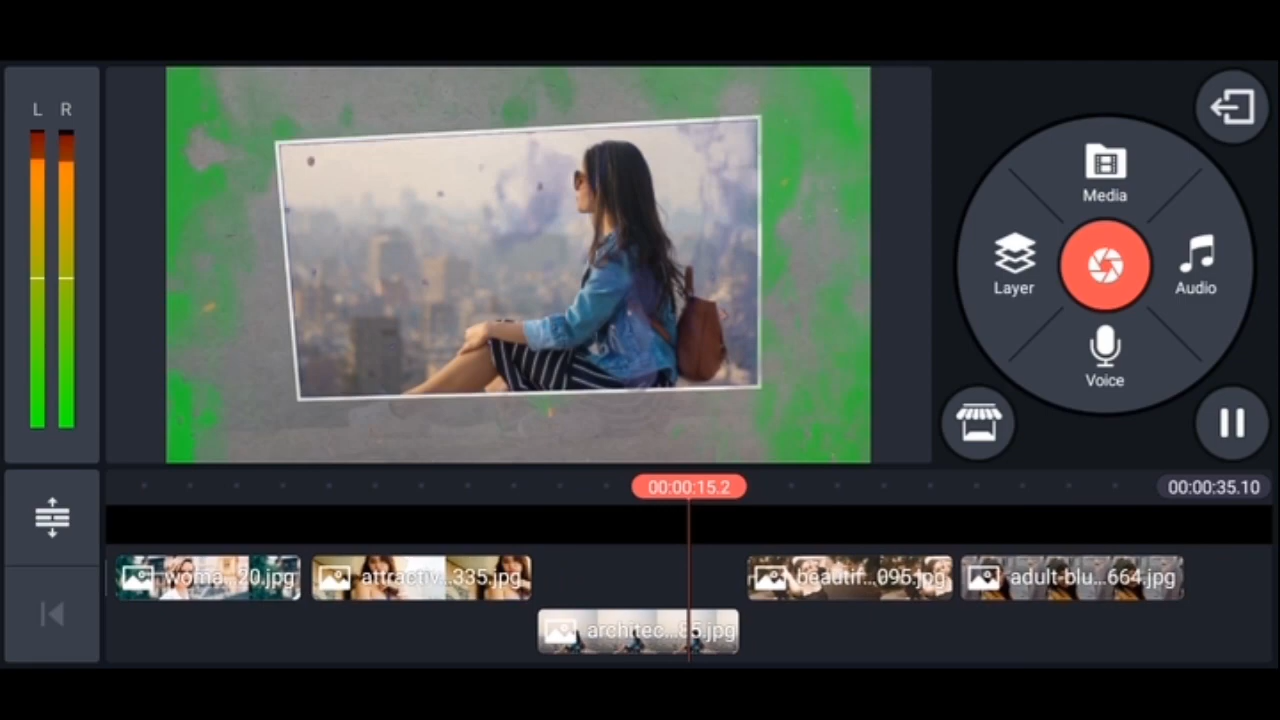 L R
Media
Layer
Audio
Voice
00:00:15.2
00:00:35.10
woma...20.jpg
attractiv...335.jpg
beautif...095.jpg
adult-blu...664.jpg
architec...85.jpg